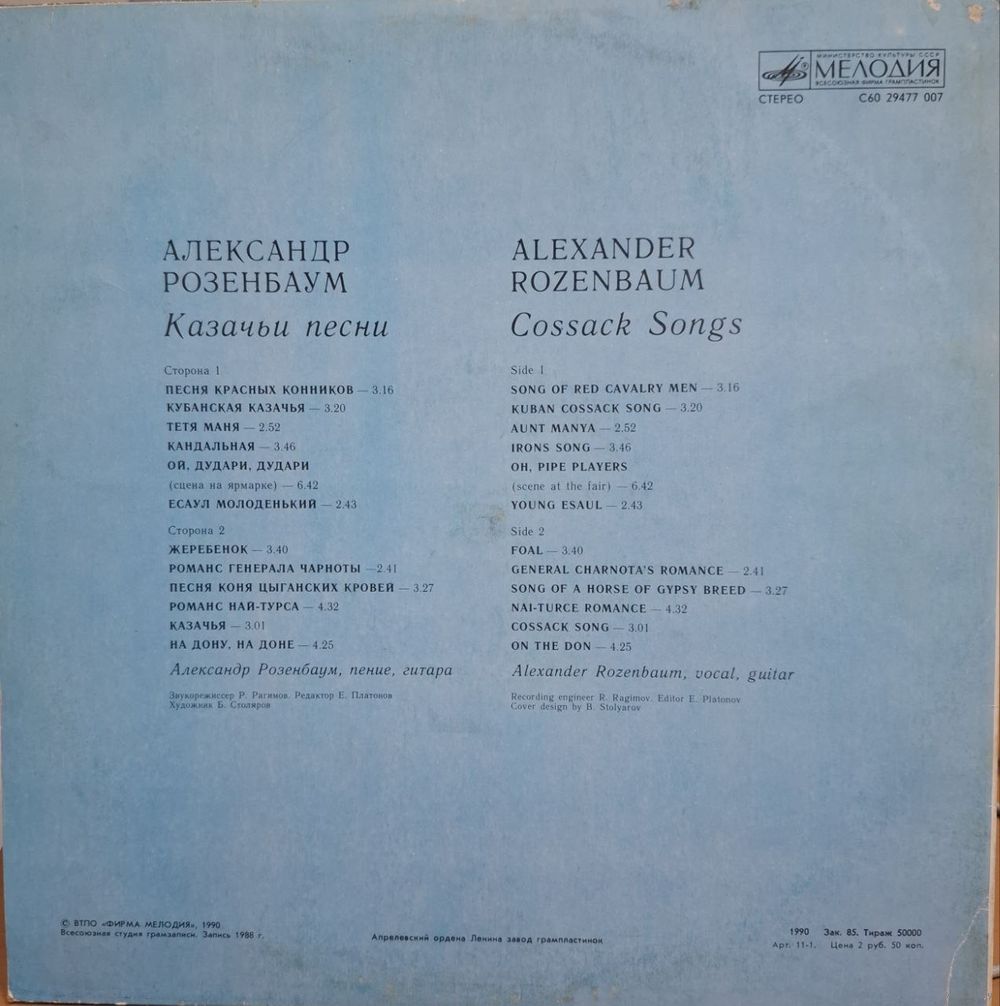 МИНИСТЕРСТВО КУЛЬТУРЫ СССР
МЕЛОДИЯ
ВСЕСОЮЗНАЯ ФИРМА ГРАМПЛАСТИНОК
СТЕРЕО С60 29477 007
АЛЕКСАНДР
РОЗЕНБАУМ
Казачьи песни
Сторона 1
ПЕСНЯ КРАСНЫХ КОННИКОВ — 3.16
КУБАНСКАЯ КАЗАЧЬЯ — 3.20
ТЕТЯ МАНЯ — 2.52
КАНДАЛЬНАЯ — 3.46
ОЙ, ДУДАРИ, ДУДАРИ
(сцена на ярмарке) — 6.42
ЕСАУЛ МОЛОДЕНЬКИЙ — 2.43
Сторона 2
ЖЕРЕБЕНОК — 3.40
РОМАНС ГЕНЕРАЛА ЧАРНОТЫ — 2.41
ПЕСНЯ КОНЯ ЦЫГАНСКИХ КРОВЕЙ — 3.27
РОМАНС НАЙ-ТУРСА — 4.32
КАЗАЧЬЯ — 3.01
НА ДОНУ, НА ДОНЕ — 4.25
Александр Розенбаум, пение, гитара
Звукорежиссер Р. Рагимов. Редактор Е. Платонов
Художник Б. Столяров
ALEXANDER
ROZENBAUM
Cossack Songs
Side 1
SONG OF RED CAVALRY MEN — 3.16
KUBAN COSSACK SONG — 3.20
AUNT MANYA — 2.52
IRONS SONG — 3.46
OH, PIPE PLAYERS
(scene at the fair) — 6.42
YOUNG ESAUL — 2.43
Side 2
FOAL — 3.40
GENERAL CHARNOTA'S ROMANCE — 2.41
SONG OF A HORSE OF GYPSY BREED — 3.27
NAI-TURCE ROMANCE — 4.32
COSSACK SONG — 3.01
ON THE DON — 4.25
Alexander Rozenbaum, vocal, guitar
Recording engineer R. Ragimov. Editor E. Platonov
Cover design by B. Stolyarov
© ВТПО «ФИРМА МЕЛОДИЯ», 1990
Всесоюзная студия грамзаписи. Запись 1988 г.
Апрелевский ордена Ленина завод грампластинок
1990 Зак. 85. Тираж 50000
Арт. 11-1. Цена 2 руб. 50 коп.